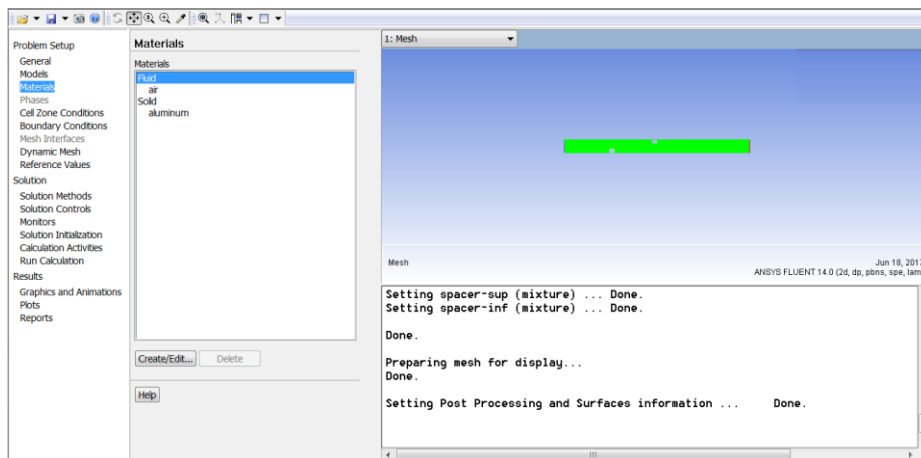 Problem Setup
General
Models
Materials
Phases
Cell Zone Conditions
Boundary Conditions
Mesh Interfaces
Dynamic Mesh
Reference Values
Solution
Solution Methods
Solution Controls
Monitors
Solution Initialization
Calculation Activities
Run Calculation
Results
Graphics and Animations
Plots
Reports
Materials
Materials
Fluid
air
Solid
aluminum
Create/Edit...
Delete
Help
1: Mesh
Mesh
Jun 18, 201
ANSYS FLUENT 14.0 (2d, dp, pbns, spe, lam
Setting spacer-sup (mixture) ... Done.
Setting spacer-inf (mixture) ... Done.
Done.
Preparing mesh for display...
Done.
Setting Post Processing and Surfaces information ... Done.